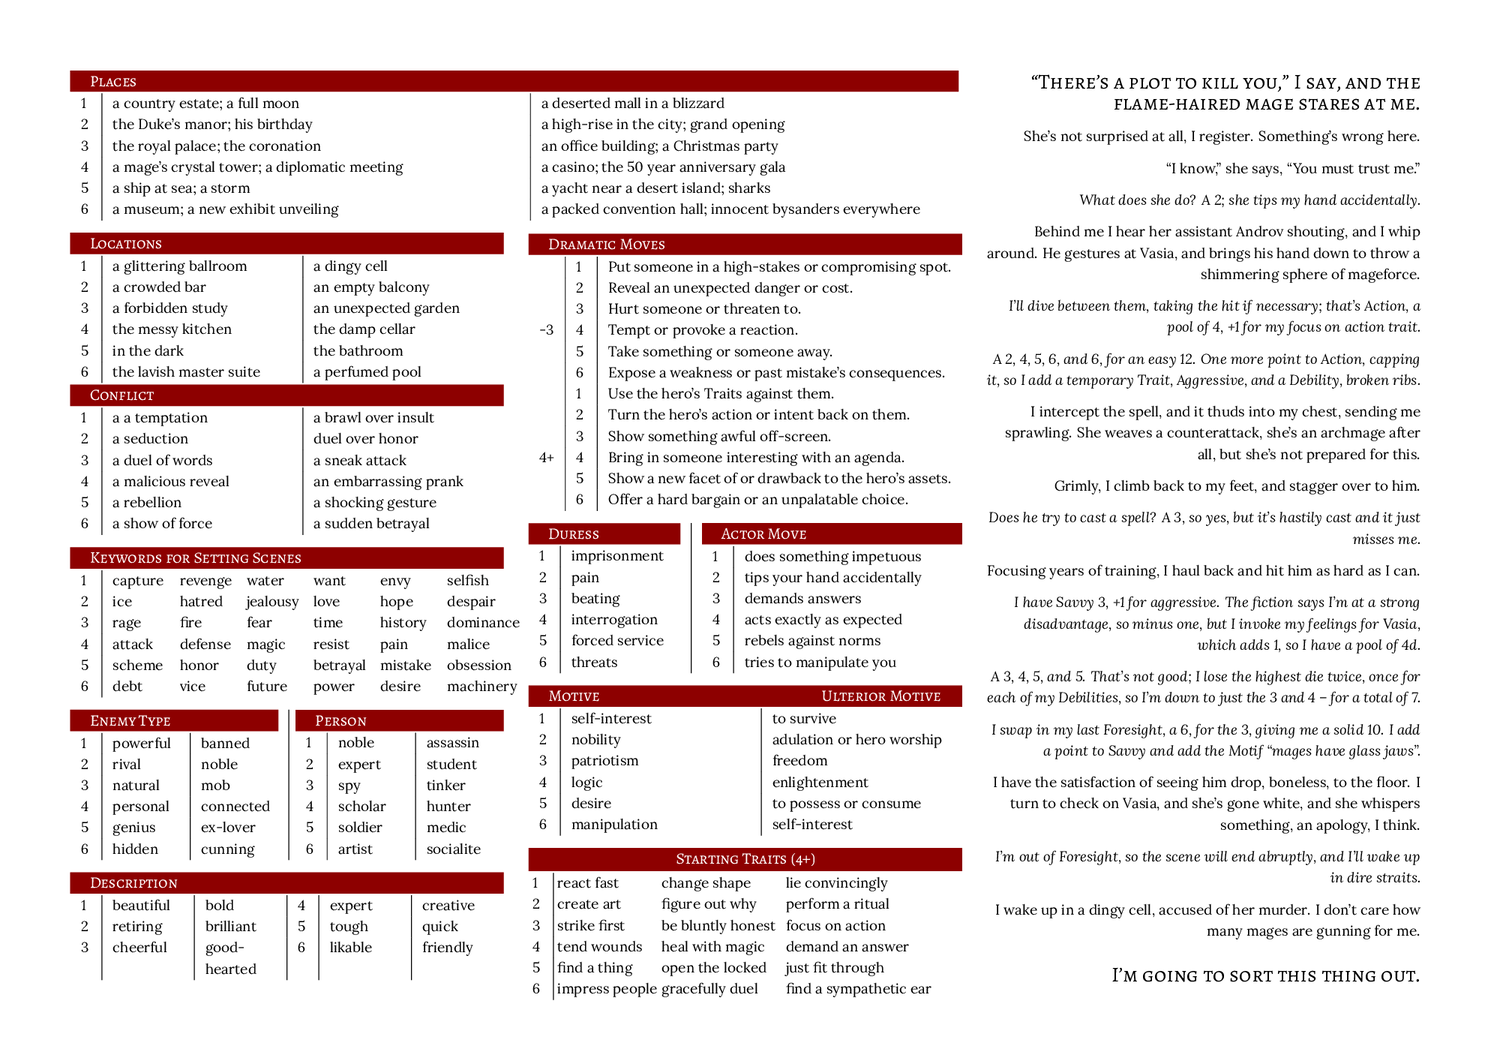 PLACES
1 a country estate; a full moon a deserted mall in a blizzard
2 the Duke's manor; his birthday a high-rise in the city; grand opening
3 the royal palace; the coronation an office building; a Christmas party
4 a mage's crystal tower; a diplomatic meeting a casino; the 50 year anniversary gala
5 a ship at sea; a storm a yacht near a desert island; sharks
6 a museum; a new exhibit unveiling a packed convention hall; innocent bysanders everywhere
LOCATIONS
1 a glittering ballroom a dingy cell
2 a crowded bar an empty balcony
3 a forbidden study an unexpected garden
4 the messy kitchen the damp cellar
5 in the dark the bathroom
6 the lavish master suite a perfumed pool
CONFLICT
1 a a temptation a brawl over insult
2 a seduction duel over honor
3 a duel of words a sneak attack
4 a malicious reveal an embarrassing prank
5 a rebellion a shocking gesture
6 a show of force a sudden betrayal
KEYWORDS FOR SETTING SCENES
1 capture revenge water want envy selfish
2 ice hatred jealousy love hope despair
3 rage fire fear time history dominance
4 attack defense magic resist pain malice
5 scheme honor duty betrayal mistake obsession
6 debt vice future power desire machinery
ENEMY TYPE
1 powerful banned
2 rival noble
3 natural mob
4 personal connected
5 genius ex-lover
6 hidden cunning
PERSON
1 noble assassin
2 expert student
3 spy tinker
4 scholar hunter
5 soldier medic
6 artist socialite
DESCRIPTION
1 beautiful bold 4 expert creative
2 retiring brilliant 5 tough quick
3 cheerful good- 6 likable friendly
hearted
DRAMATIC MOVES
1 Put someone in a high-stakes or compromising spot.
2 Reveal an unexpected danger or cost.
3 Hurt someone or threaten to.
-3 4 Tempt or provoke a reaction.
5 Take something or someone away.
6 Expose a weakness or past mistake's consequences.
1 Use the hero's Traits against them.
2 Turn the hero's action or intent back on them.
3 Show something awful off-screen.
4+ 4 Bring in someone interesting with an agenda.
5 Show a new facet of or drawback to the hero's assets.
6 Offer a hard bargain or an unpalatable choice.
DURESS
1 imprisonment
2 pain
3 beating
4 interrogation
5 forced service
6 threats
ACTOR MOVE
1 does something impetuous
2 tips your hand accidentally
3 demands answers
4 acts exactly as expected
5 rebels against norms
6 tries to manipulate you
MOTIVE ULTERIOR MOTIVE
1 self-interest to survive
2 nobility adulation or hero worship
3 patriotism freedom
4 logic enlightenment
5 desire to possess or consume
6 manipulation self-interest
STARTING TRAITS (4+)
1 react fast change shape lie convincingly
2 create art figure out why perform a ritual
3 strike first be bluntly honest focus on action
4 tend wounds heal with magic demand an answer
5 find a thing open the locked just fit through
6 impress people gracefully duel find a sympathetic ear
"THERE'S A PLOT TO KILL YOU," I SAY, AND THE
FLAME-HAIRED MAGE STARES AT ME.
She's not surprised at all, I register. Something's wrong here.
"I know," she says, "You must trust me."
What does she do? A 2; she tips my hand accidentally.
Behind me I hear her assistant Androv shouting, and I whip
around. He gestures at Vasia, and brings his hand down to throw a
shimmering sphere of mageforce.
I'll dive between them, taking the hit if necessary; that's Action, a
pool of 4, +1 for my focus on action trait.
A 2, 4, 5, 6, and 6, for an easy 12. One more point to Action, capping
it, so I add a temporary Trait, Aggressive, and a Debility, broken ribs.
I intercept the spell, and it thuds into my chest, sending me
sprawling. She weaves a counterattack, she's an archmage after
all, but she's not prepared for this.
Grimly, I climb back to my feet, and stagger over to him.
Does he try to cast a spell? A 3, so yes, but it's hastily cast and it just
misses me.
Focusing years of training, I haul back and hit him as hard as I can.
I have Savvy 3, +1 for aggressive. The fiction says I'm at a strong
disadvantage, so minus one, but I invoke my feelings for Vasia,
which adds 1, so I have a pool of 4d.
A 3, 4, 5, and 5. That's not good; I lose the highest die twice, once for
each of my Debilities, so I'm down to just the 3 and 4 – for a total of 7.
I swap in my last Foresight, a 6, for the 3, giving me a solid 10. I add
a point to Savvy and add the Motif "mages have glass jaws".
I have the satisfaction of seeing him drop, boneless, to the floor. I
turn to check on Vasia, and she's gone white, and she whispers
something, an apology, I think.
I'm out of Foresight, so the scene will end abruptly, and I'll wake up
in dire straits.
I wake up in a dingy cell, accused of her murder. I don't care how
many mages are gunning for me.
I'M GOING TO SORT THIS THING OUT.